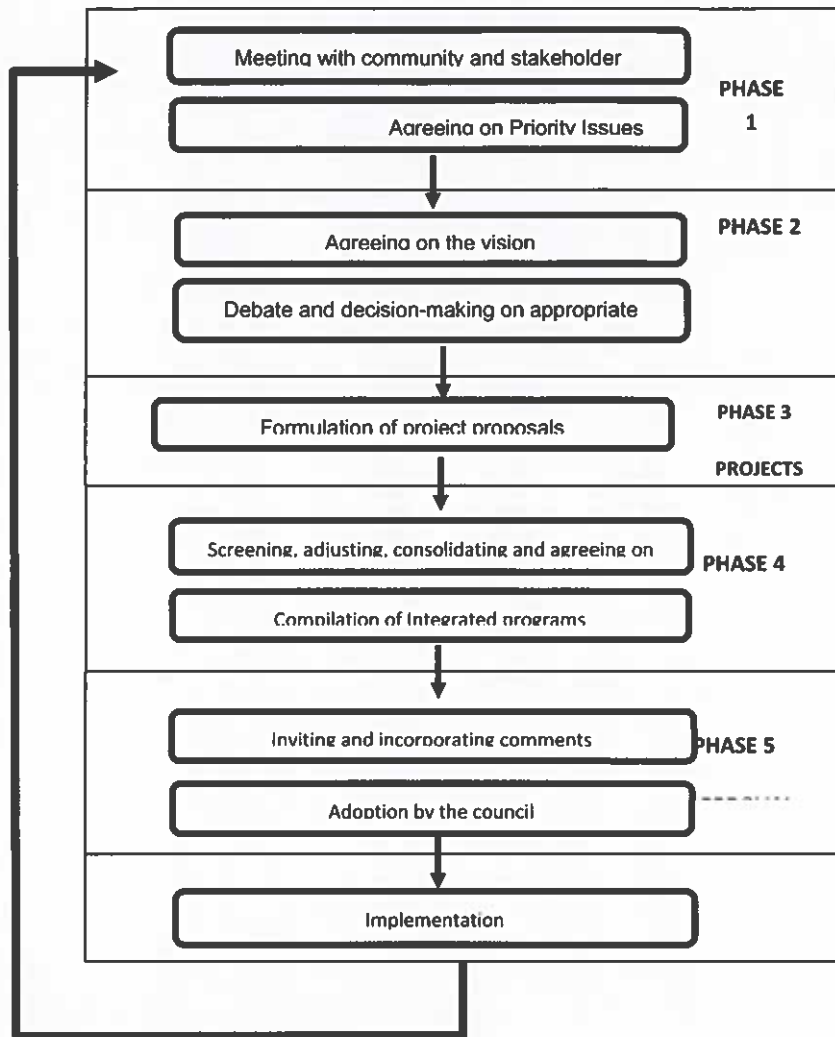 Meeting with community and stakeholder
PHASE
1
Agreeing on Priority Issues
PHASE 2
Agreeing on the vision
Debate and decision-making on appropriate
PHASE 3
Formulation of project proposals
PROJECTS
Screening, adjusting, consolidating and agreeing on
PHASE 4
Compilation of Integrated programs
Inviting and incorporating comments
PHASE 5
Adoption by the council
Implementation